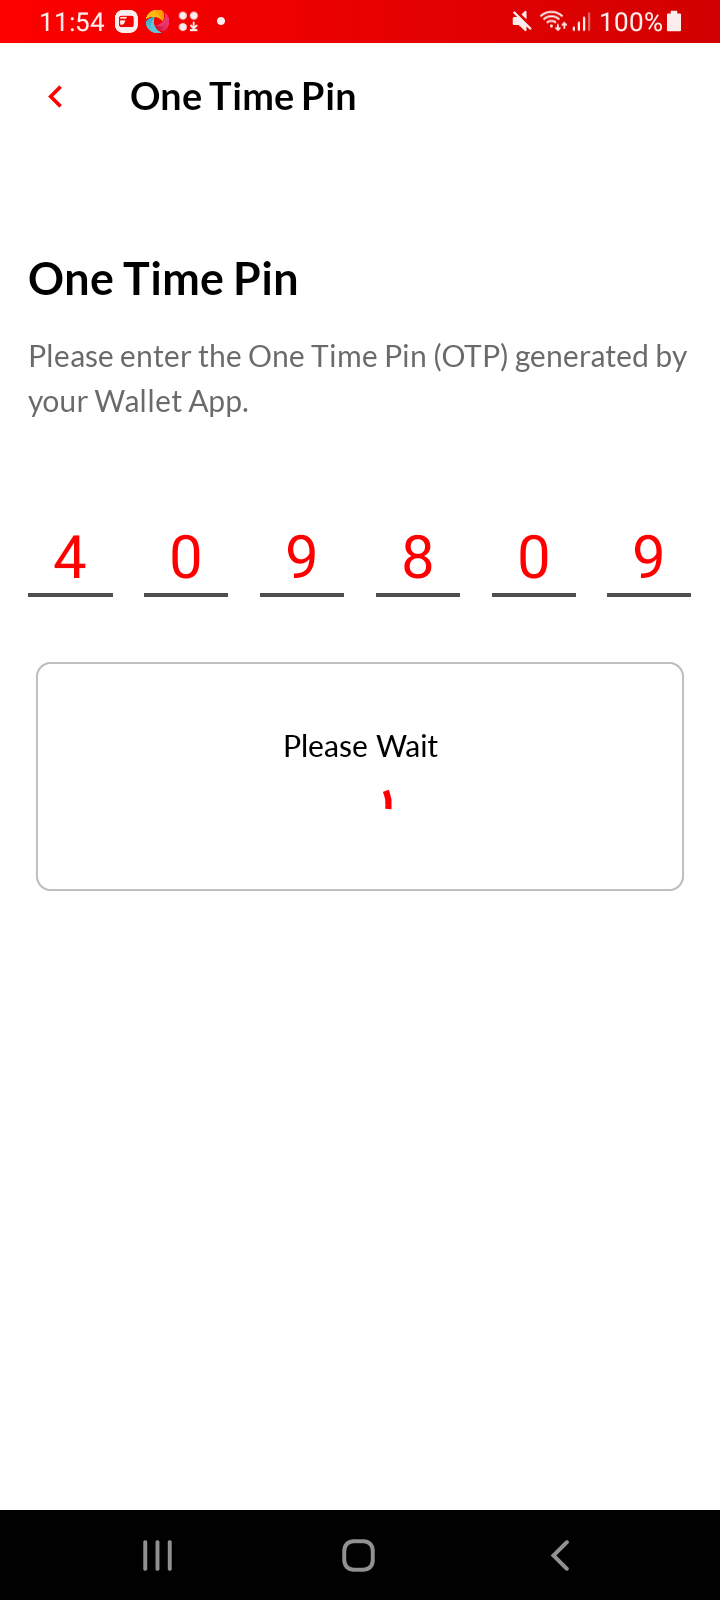 11:54 100%
One Time Pin
One Time Pin
Please enter the One Time Pin (OTP) generated by
your Wallet App.
4 0 9 8 0 9
Please Wait